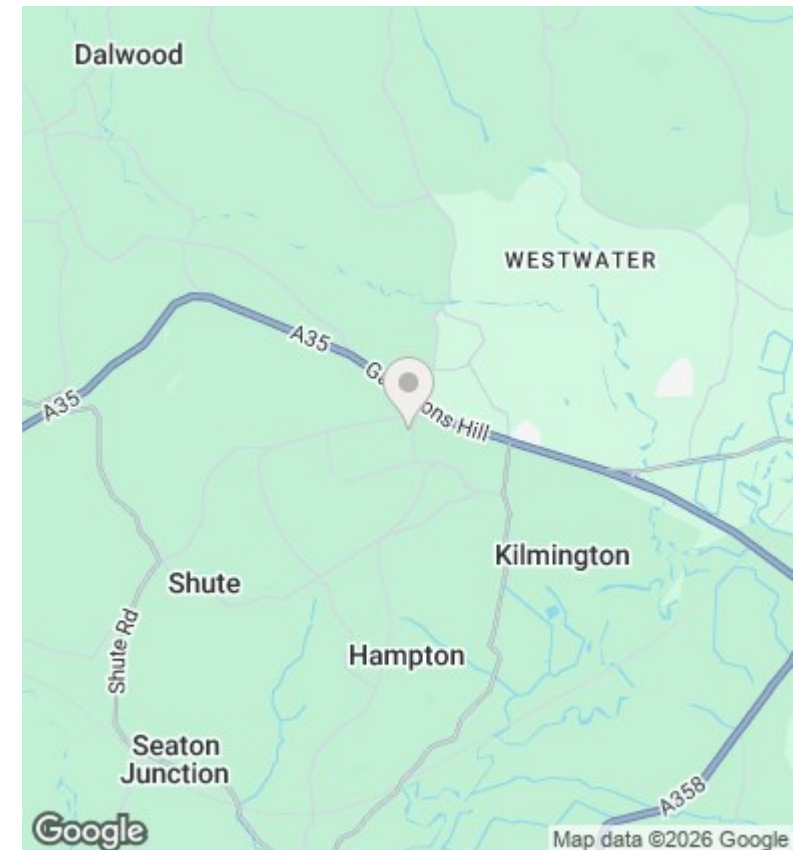 Dalwood
WESTWATER
A35
A35
Hill
Kilmington
Shute
Hampton
Shute Rd
Seaton
Junction
A358
Google
Map data ©2026 Google